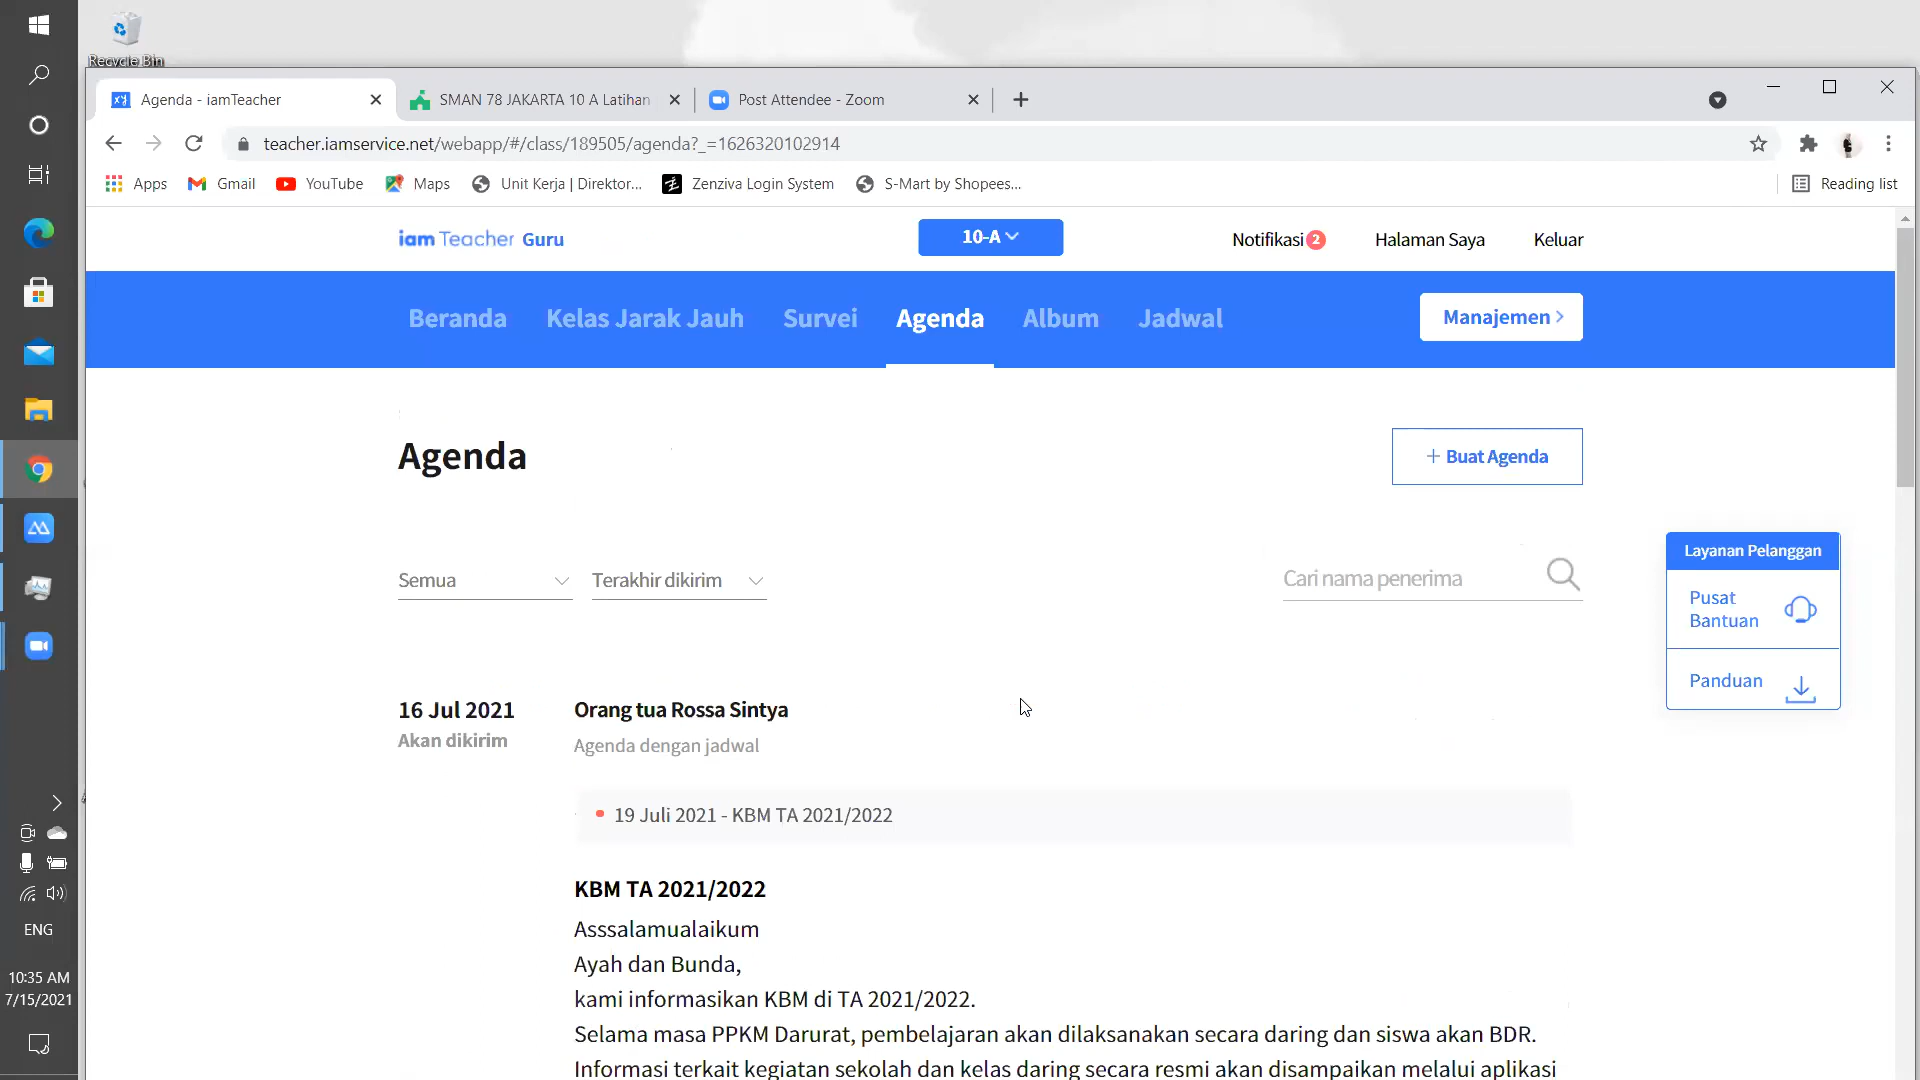 Recycle Bin
Agenda - iamTeacher
SMAN 78 JAKARTA 10 A Latihan
Post Attendee - Zoom
teacher.iamservice.net/webapp/#/class/189505/agenda?_=1626320102914
Apps
Gmail
YouTube
Maps
Unit Kerja | Direktor...
Zenziva Login System
S-Mart by Shopees...
Reading list
iam Teacher Guru
10-A
Notifikasi 2
Halaman Saya
Keluar
Beranda
Kelas Jarak Jauh
Survei
Agenda
Album
Jadwal
Manajemen >
Agenda
+ Buat Agenda
Semua
Terakhir dikirim
Cari nama penerima
Layanan Pelanggan
Pusat
Bantuan
Panduan
16 Jul 2021
Akan dikirim
Orang tua Rossa Sintya
Agenda dengan jadwal
19 Juli 2021 - KBM TA 2021/2022
KBM TA 2021/2022
Asssalamualaikum
Ayah dan Bunda,
kami informasikan KBM di TA 2021/2022.
Selama masa PPKM Darurat, pembelajaran akan dilaksanakan secara daring dan siswa akan BDR.
Informasi terkait kegiatan sekolah dan kelas daring secara resmi akan disampaikan melalui aplikasi
ENG
10:35 AM
7/15/2021